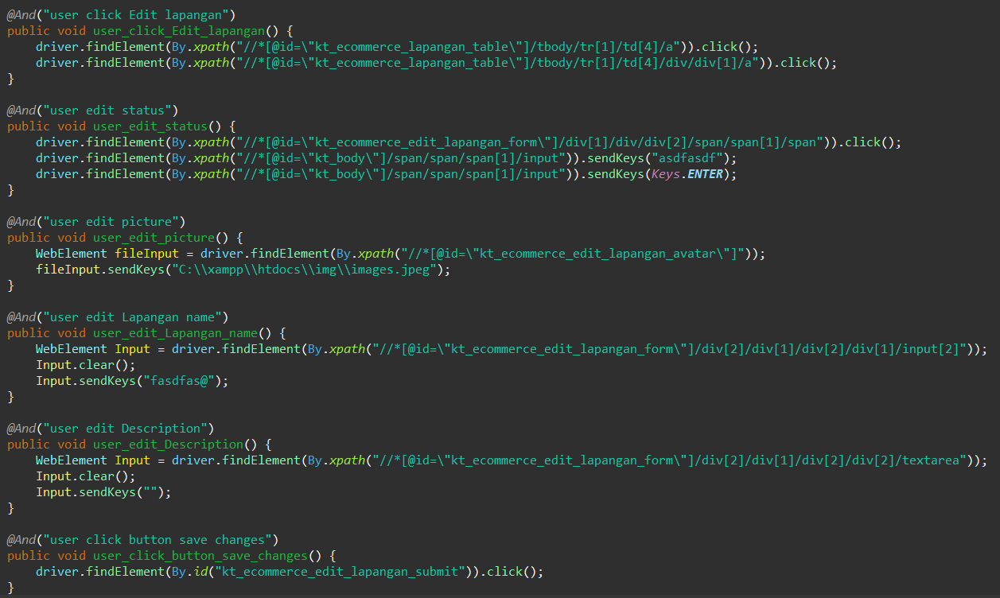 @And("user click Edit lapangan")
public void user_click_Edit_lapangan() {
    driver.findElement(By.xpath("//*[@id=\"kt_ecommerce_lapangan_table\"]/tbody/tr[1]/td[4]/a")).click();
    driver.findElement(By.xpath("//*[@id=\"kt_ecommerce_lapangan_table\"]/tbody/tr[1]/td[4]/div/div[1]/a")).click();
}

@And("user edit status")
public void user_edit_status() {
    driver.findElement(By.xpath("//*[@id=\"kt_ecommerce_edit_lapangan_form\"]/div[1]/div/div[2]/span/span[1]/span")).click();
    driver.findElement(By.xpath("//*[@id=\"kt_body\"]/span/span/span[1]/input")).sendKeys("asdfasdf");
    driver.findElement(By.xpath("//*[@id=\"kt_body\"]/span/span/span[1]/input")).sendKeys(Keys.ENTER);
}

@And("user edit picture")
public void user_edit_picture() {
    WebElement fileInput = driver.findElement(By.xpath("//*[@id=\"kt_ecommerce_edit_lapangan_avatar\"]"));
    fileInput.sendKeys("C:\\xampp\\htdocs\\img\\images.jpeg");
}

@And("user edit Lapangan name")
public void user_edit_Lapangan_name() {
    WebElement Input = driver.findElement(By.xpath("//*[@id=\"kt_ecommerce_edit_lapangan_form\"]/div[2]/div[1]/div[2]/div[1]/input[2]"));
    Input.clear();
    Input.sendKeys("fasdfas@");
}

@And("user edit Description")
public void user_edit_Description() {
    WebElement Input = driver.findElement(By.xpath("//*[@id=\"kt_ecommerce_edit_lapangan_form\"]/div[2]/div[1]/div[2]/div[2]/textarea"));
    Input.clear();
    Input.sendKeys("");
}

@And("user click button save changes")
public void user_click_button_save_changes() {
    driver.findElement(By.id("kt_ecommerce_edit_lapangan_submit")).click();
}